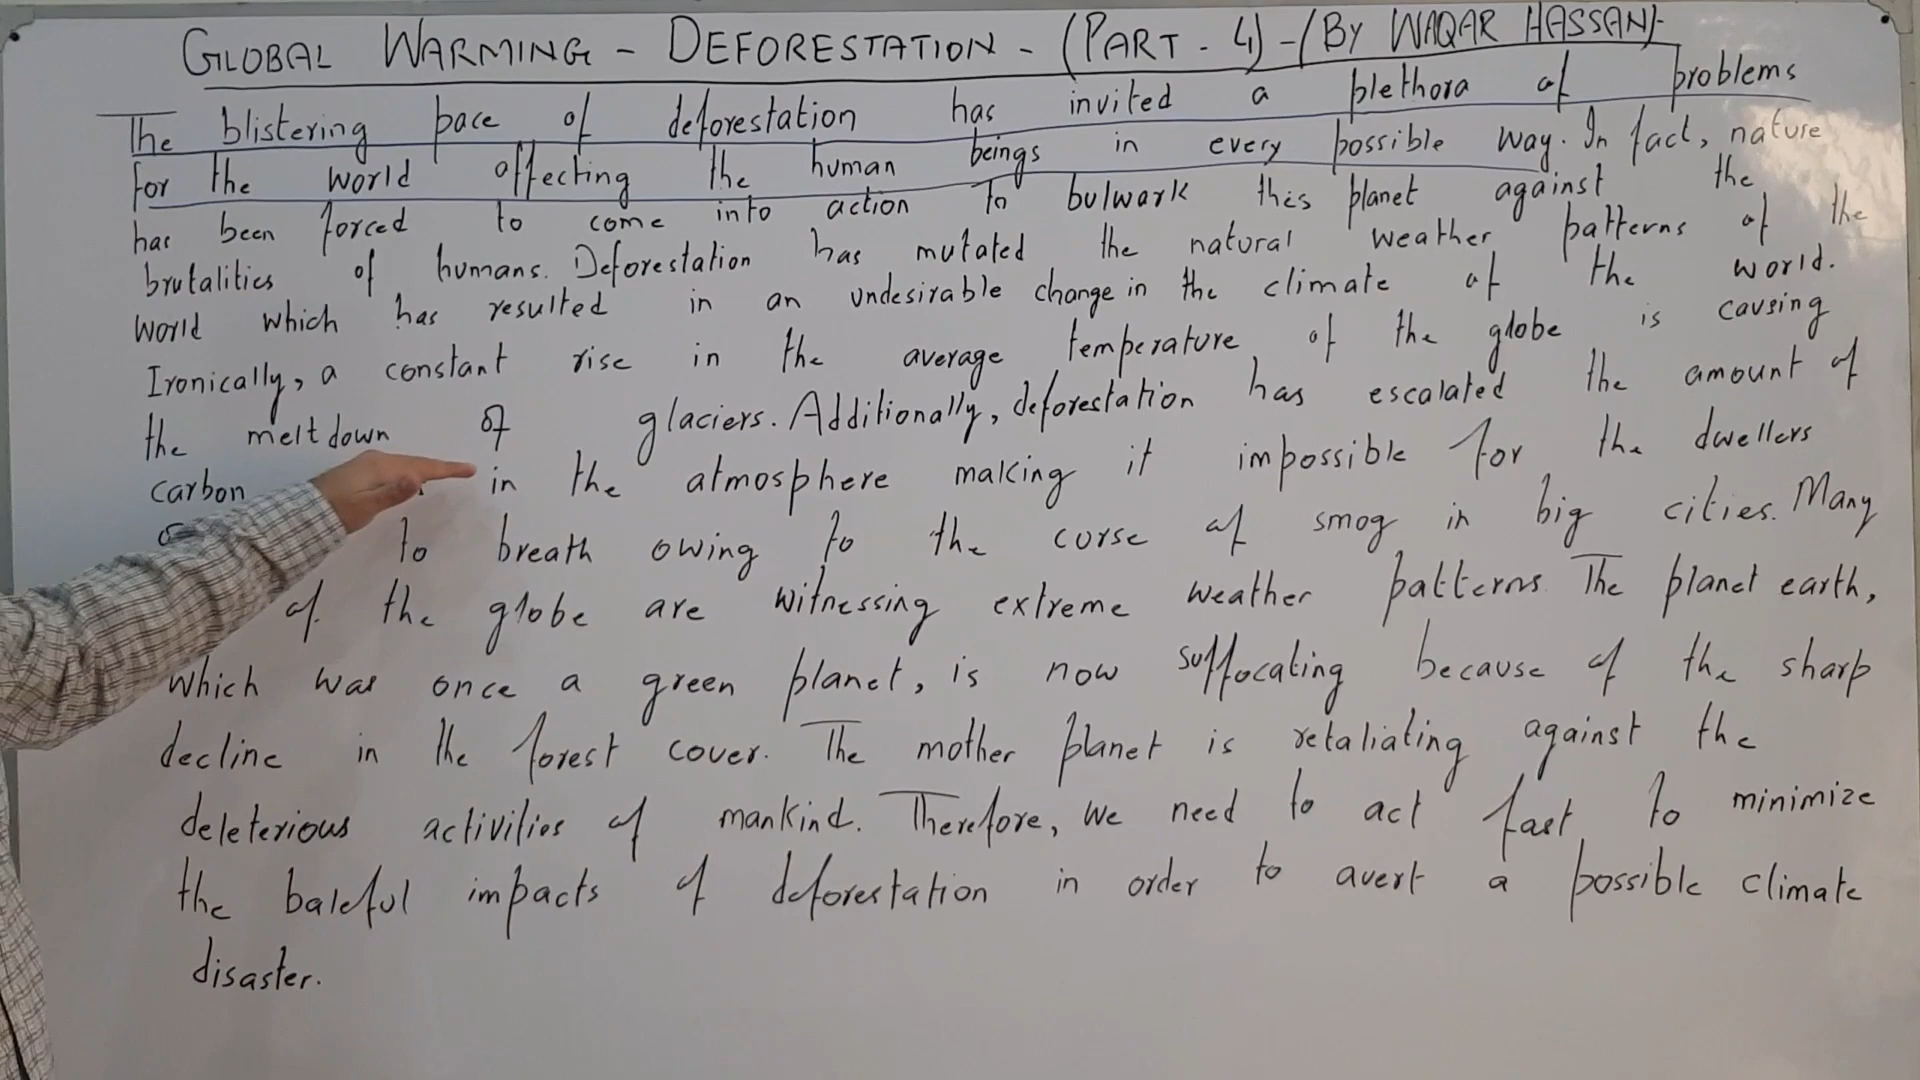 GLOBAL WARMING - DEFORESTATION - (PART - 4) - (BY WAQAR HASSAN)-
The blistering pace of deforestation has invited a plethora of problems
for the world affecting the human beings in every possible way. In fact, nature
has been forced to come into action to bulwark this planet against the
brutalities of humans. Deforestation has mutated the natural weather patterns of the
world which has resulted in an undesirable change in the climate of the world.
Ironically, a constant rise in the average temperature of the globe is causing
the meltdown of glaciers. Additionally, deforestation has escalated the amount of
carbon in the atmosphere making it impossible for the dwellers
to breath owing to the curse of smog in big cities. Many
of the globe are witnessing extreme weather patterns. The planet earth,
which was once a green planet, is now suffocating because of the sharp
decline in the forest cover. The mother planet is retaliating against the
deleterious activities of mankind. Therefore, we need to act fast to minimize
the baleful impacts of deforestation in order to avert a possible climate
disaster.